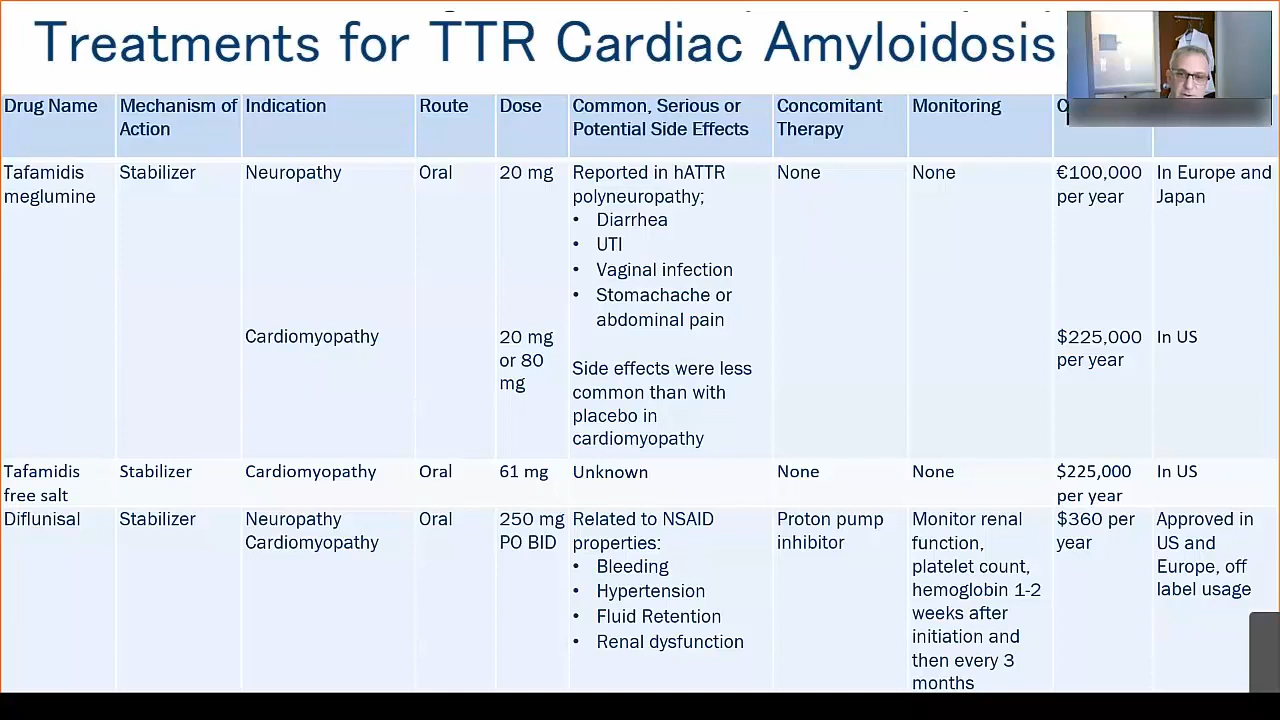 Treatments for TTR Cardiac Amyloidosis
Drug Name
Mechanism of
Action
Indication
Route
Dose
Common, Serious or
Potential Side Effects
Concomitant
Therapy
Monitoring
Tafamidis
meglumine
Stabilizer
Neuropathy
Oral
20 mg
Reported in hATTR
polyneuropathy;
• Diarrhea
• UTI
• Vaginal infection
• Stomachache or
abdominal pain
None
None
€100,000
per year
In Europe and
Japan
Cardiomyopathy
20 mg
or 80
mg
Side effects were less
common than with
placebo in
cardiomyopathy
$225,000
per year
In US
Tafamidis
free salt
Stabilizer
Cardiomyopathy
Oral
61 mg
Unknown
None
None
$225,000
per year
In US
Diflunisal
Stabilizer
Neuropathy
Cardiomyopathy
Oral
250 mg
PO BID
Related to NSAID
properties:
• Bleeding
• Hypertension
• Fluid Retention
• Renal dysfunction
Proton pump
inhibitor
Monitor renal
function,
platelet count,
hemoglobin 1-2
weeks after
initiation and
then every 3
months
$360 per
year
Approved in
US and
Europe, off
label usage